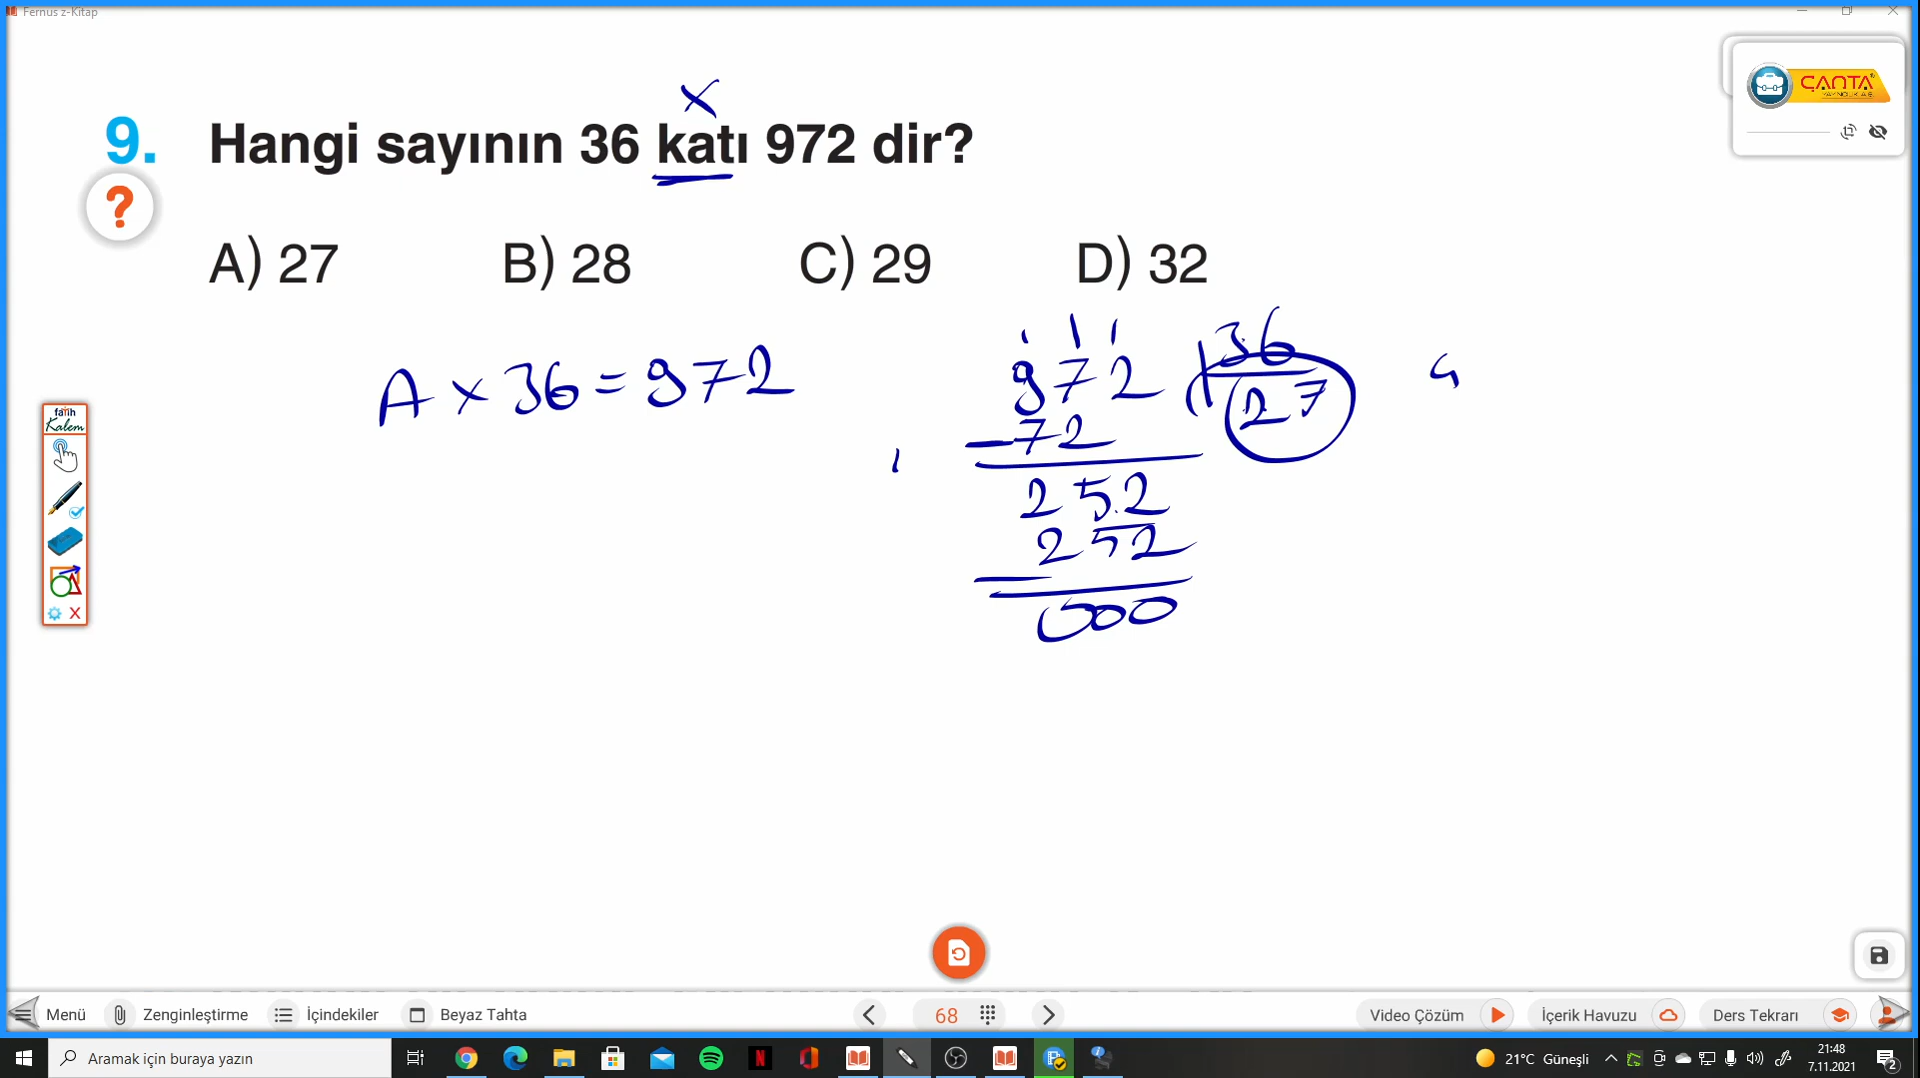 Fernus z-Kitap
ÇANTA
YAYINCILIK A.Ş.
x
9. Hangi sayının 36 katı 972 dir?
?
A) 27 B) 28 C) 29 D) 32
A x 36 = 972
972 36
27
- 72
252
252
000
fatih
Kalem
Menü Zenginleştirme İçindekiler Beyaz Tahta 68 Video Çözüm İçerik Havuzu Ders Tekrarı
Aramak için buraya yazın 21°C Güneşli 21:48
7.11.2021
2